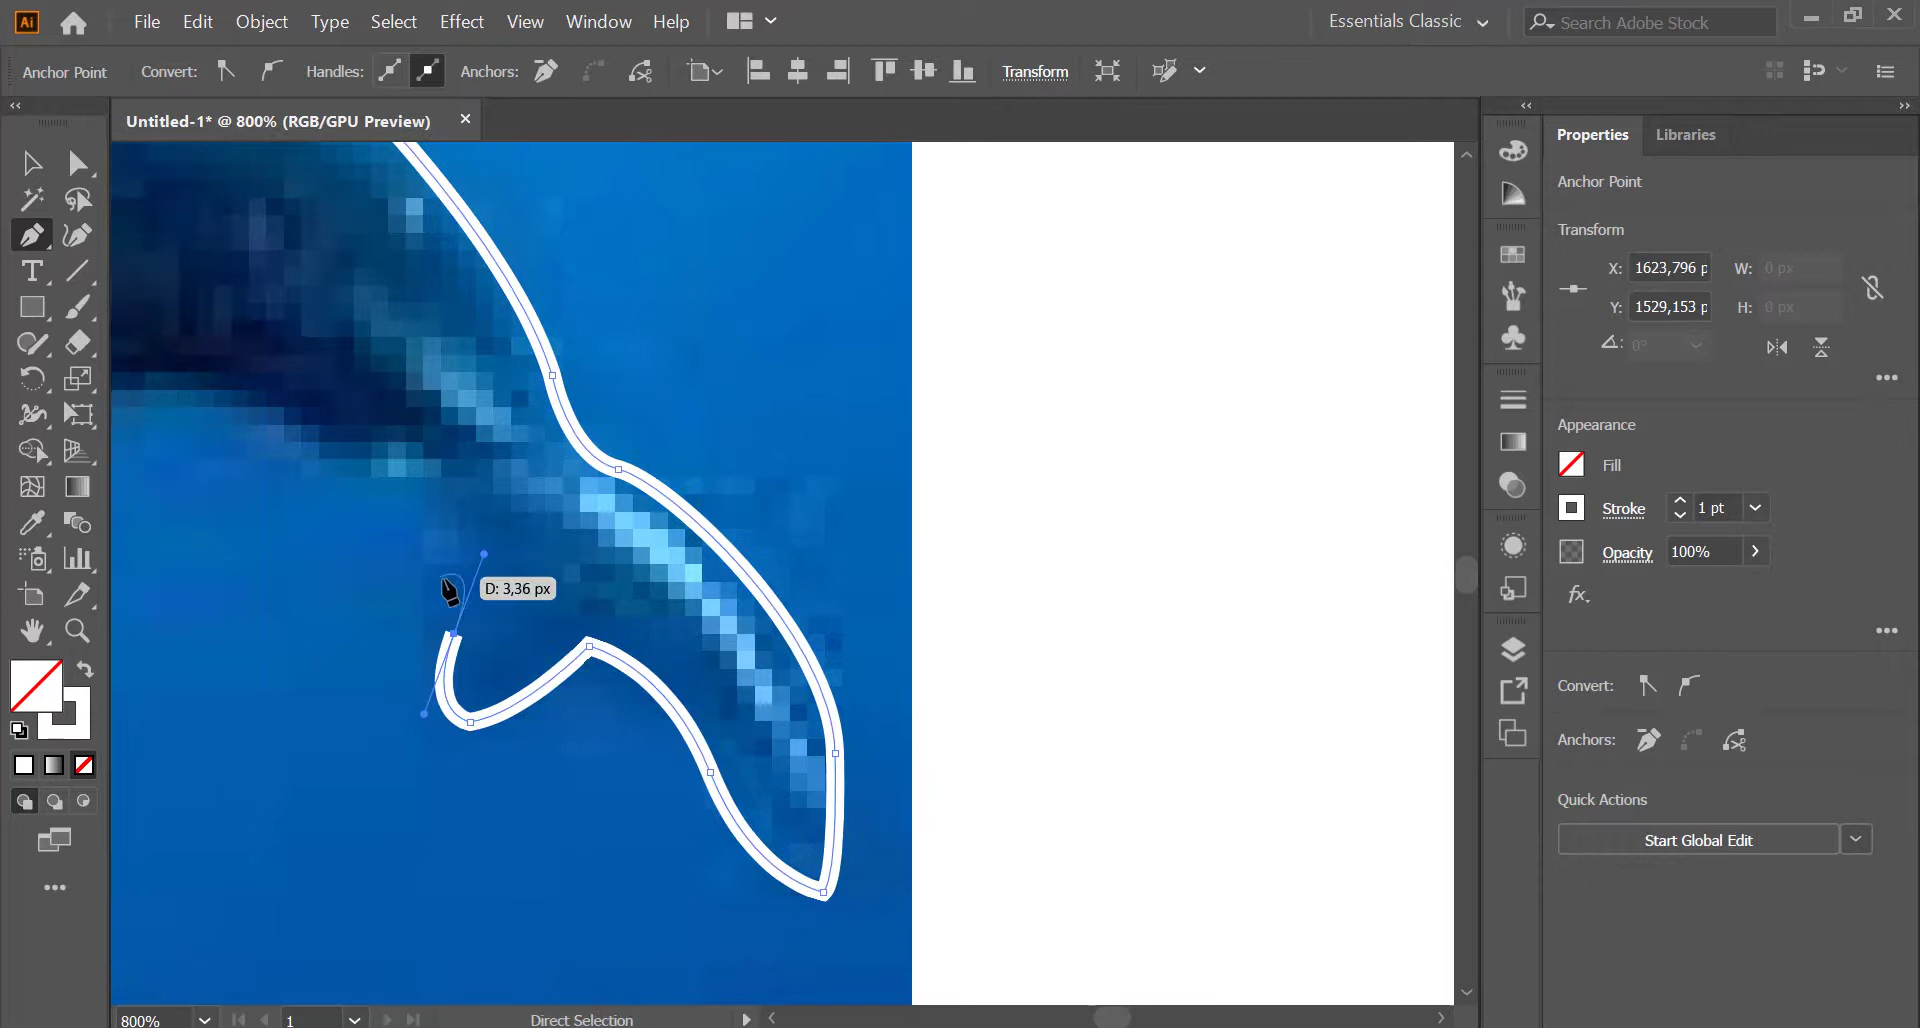 Ai File Edit Object Type Select Effect View Window Help Essentials Classic Search Adobe Stock
Anchor Point Convert: Handles: Anchors: Transform
Untitled-1* @ 800% (RGB/GPU Preview)
Properties Libraries
Anchor Point
Transform
X: 1623,796 p W: 0 px
Y: 1529,153 p H: 0 px
0°
Appearance
Fill
Stroke 1 pt
Opacity 100%
fx.
D: 3,36 px
Convert:
Anchors:
Quick Actions
Start Global Edit
800% 1 Direct Selection